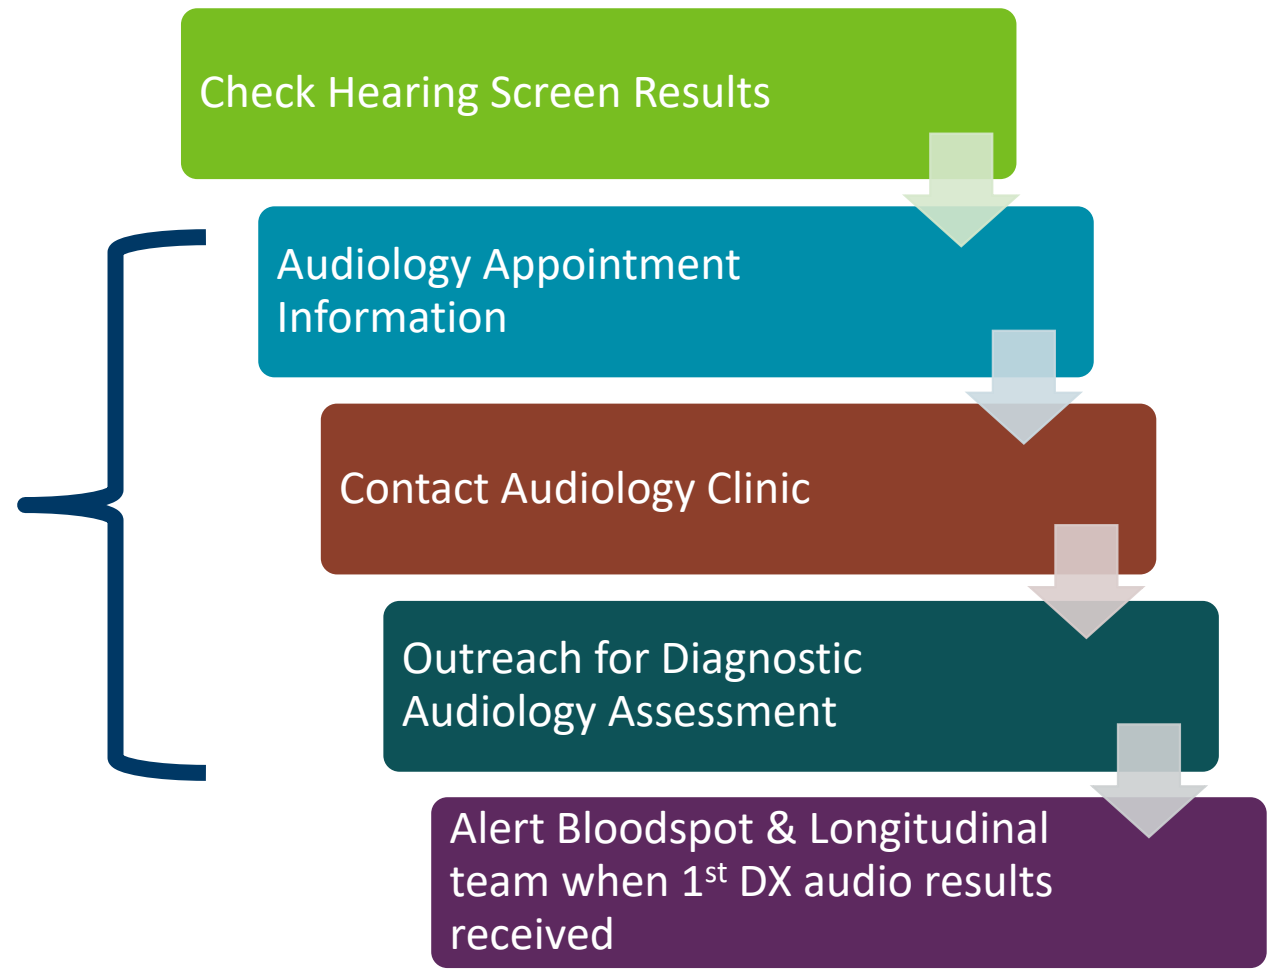 Check Hearing Screen Results
Audiology Appointment
Information
Contact Audiology Clinic
Outreach for Diagnostic
Audiology Assessment
Alert Bloodspot & Longitudinal
team when 1st DX audio results
received